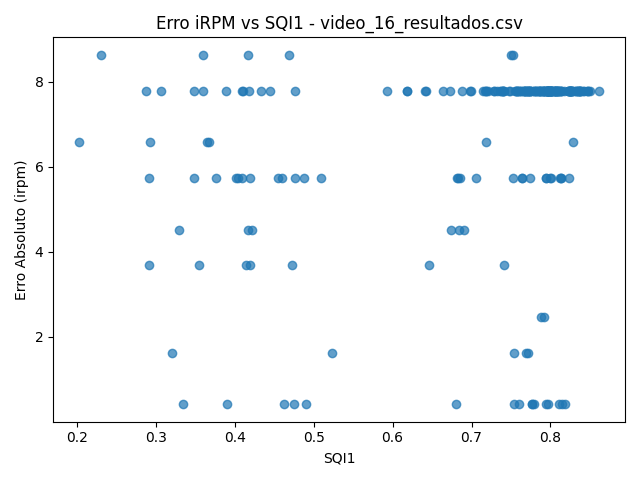 Erro iRPM vs SQI1 - video_16_resultados.csv
Erro Absoluto (irpm)
8
6
4
2
0.2 0.3 0.4 0.5 0.6 0.7 0.8
SQI1